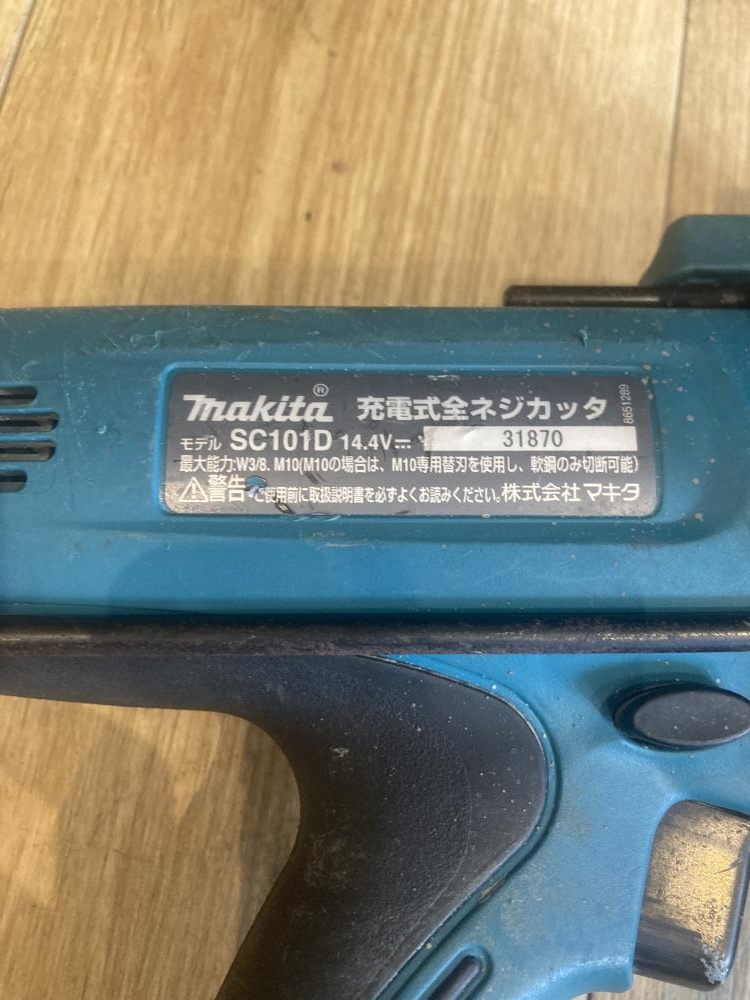 makita® 充電式全ネジカッタ
モデル SC101D 14.4V⎓ 31870
最大能力:W3/8. M10(M10の場合は、M10専用替刃を使用し、軟鋼のみ切断可能)
⚠警告 ご使用前に取扱説明書を必ずよくお読みください。株式会社マキタ
8651289